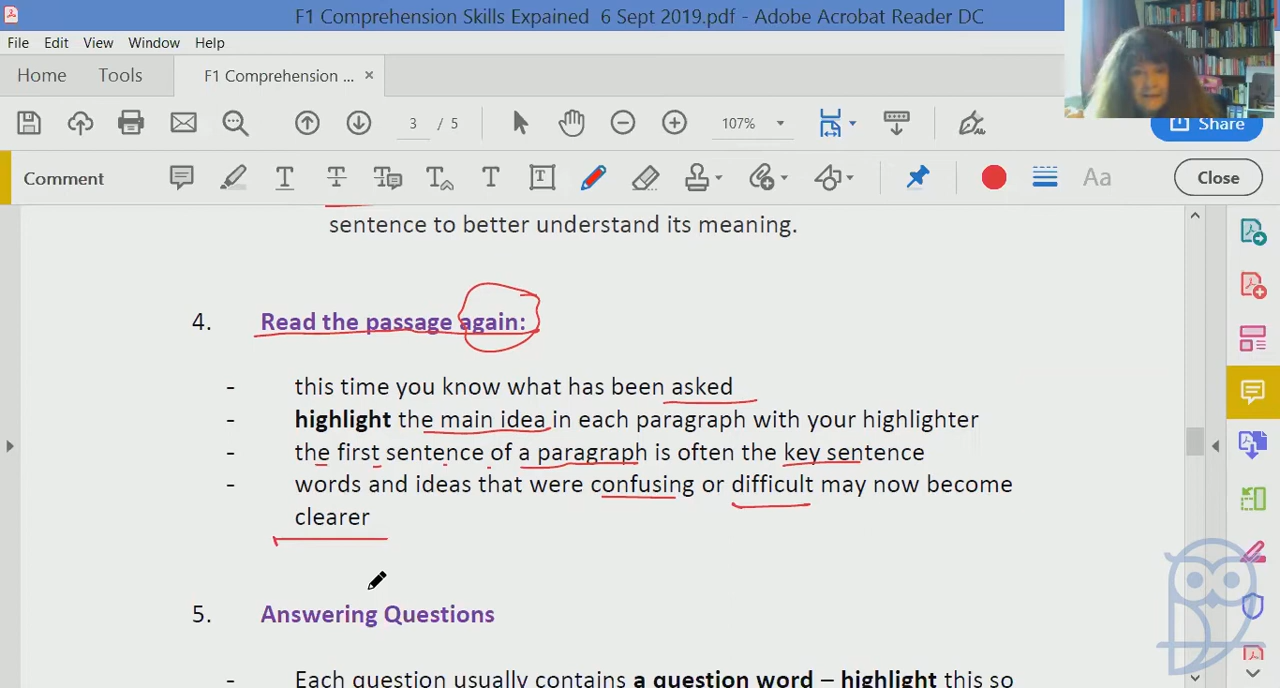 F1 Comprehension Skills Expained 6 Sept 2019.pdf - Adobe Acrobat Reader DC
File Edit View Window Help
Home Tools F1 Comprehension ... ×
3 / 5 107% Share
Comment Aa Close
sentence to better understand its meaning.
4. Read the passage again:
- this time you know what has been asked
- highlight the main idea in each paragraph with your highlighter
- the first sentence of a paragraph is often the key sentence
- words and ideas that were confusing or difficult may now become
clearer
5. Answering Questions
- Each question usually contains a question word – highlight this so